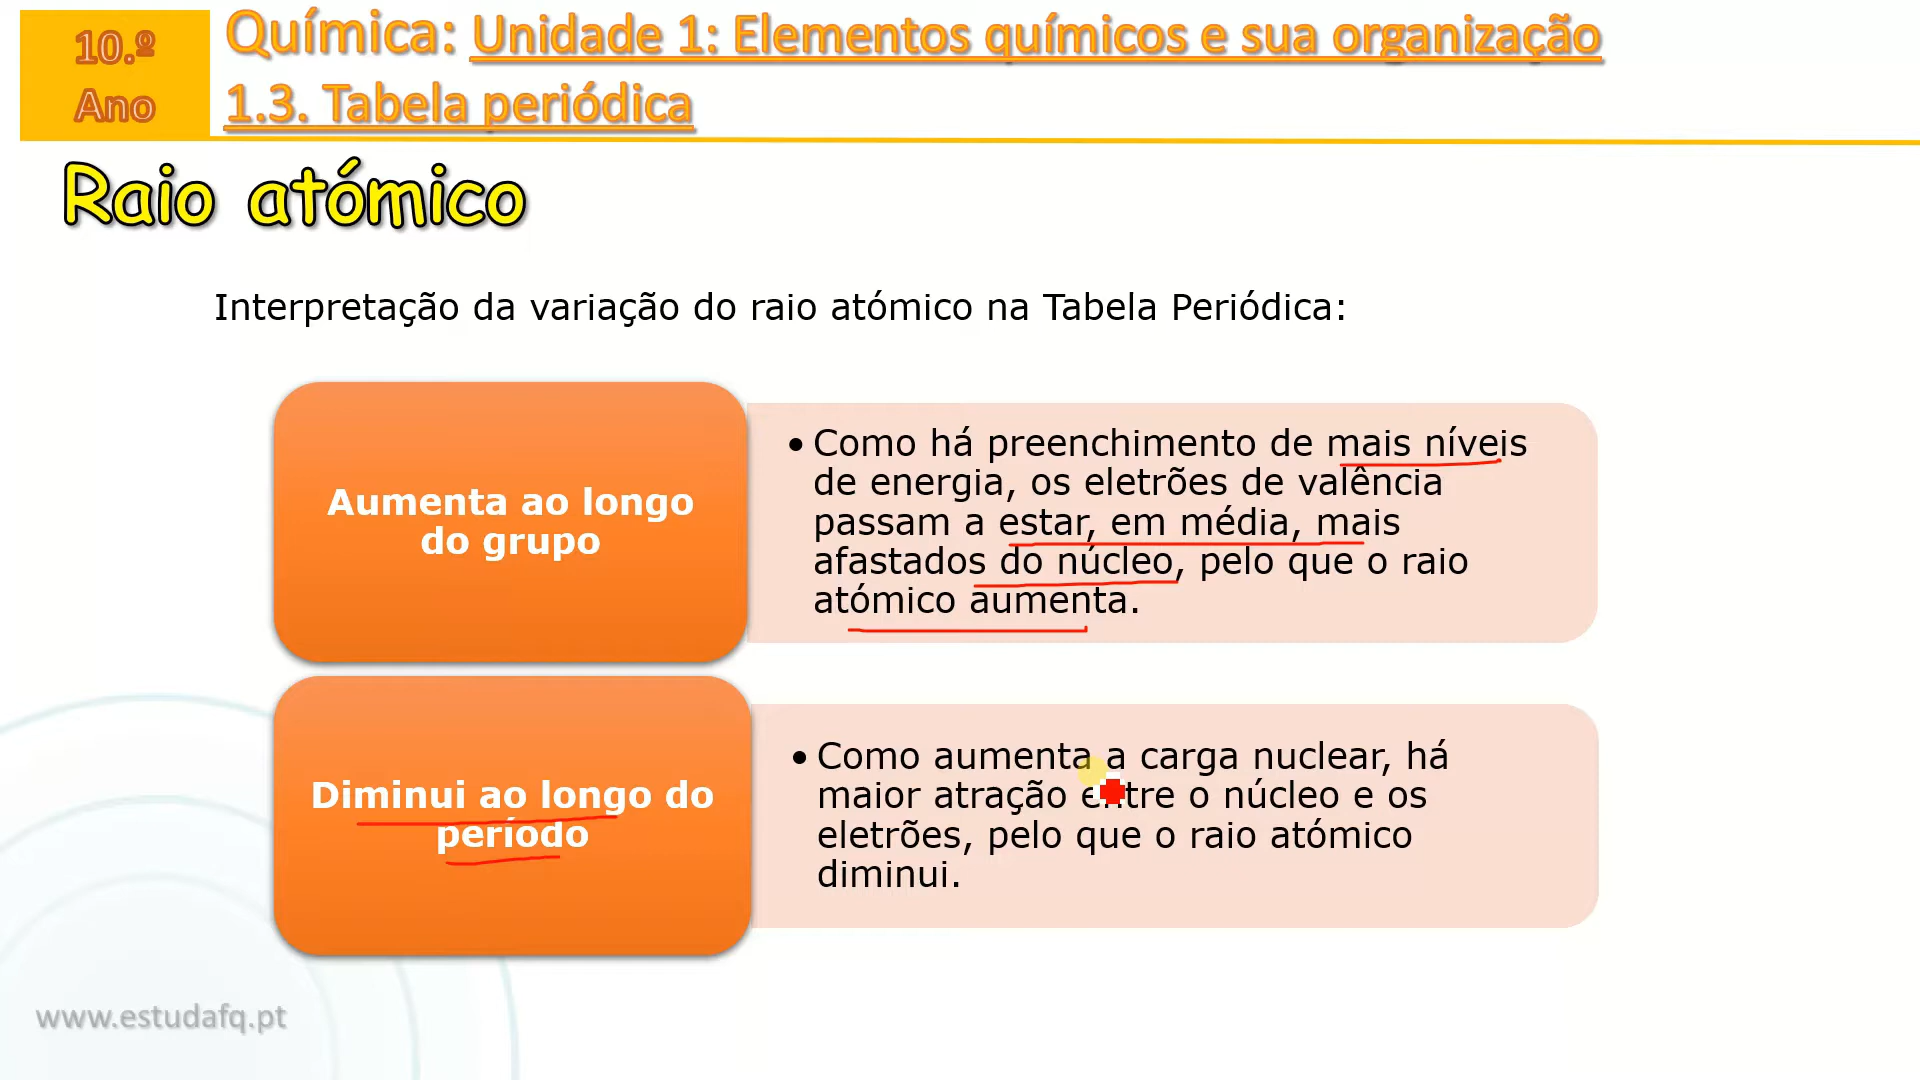 10.º
Ano
Química: Unidade 1: Elementos químicos e sua organização
1.3. Tabela periódica
Raio atómico
Interpretação da variação do raio atómico na Tabela Periódica:
Aumenta ao longo
do grupo
• Como há preenchimento de mais níveis
de energia, os eletrões de valência
passam a estar, em média, mais
afastados do núcleo, pelo que o raio
atómico aumenta.
Diminui ao longo do
período
• Como aumenta a carga nuclear, há
maior atração entre o núcleo e os
eletrões, pelo que o raio atómico
diminui.
www.estudafq.pt